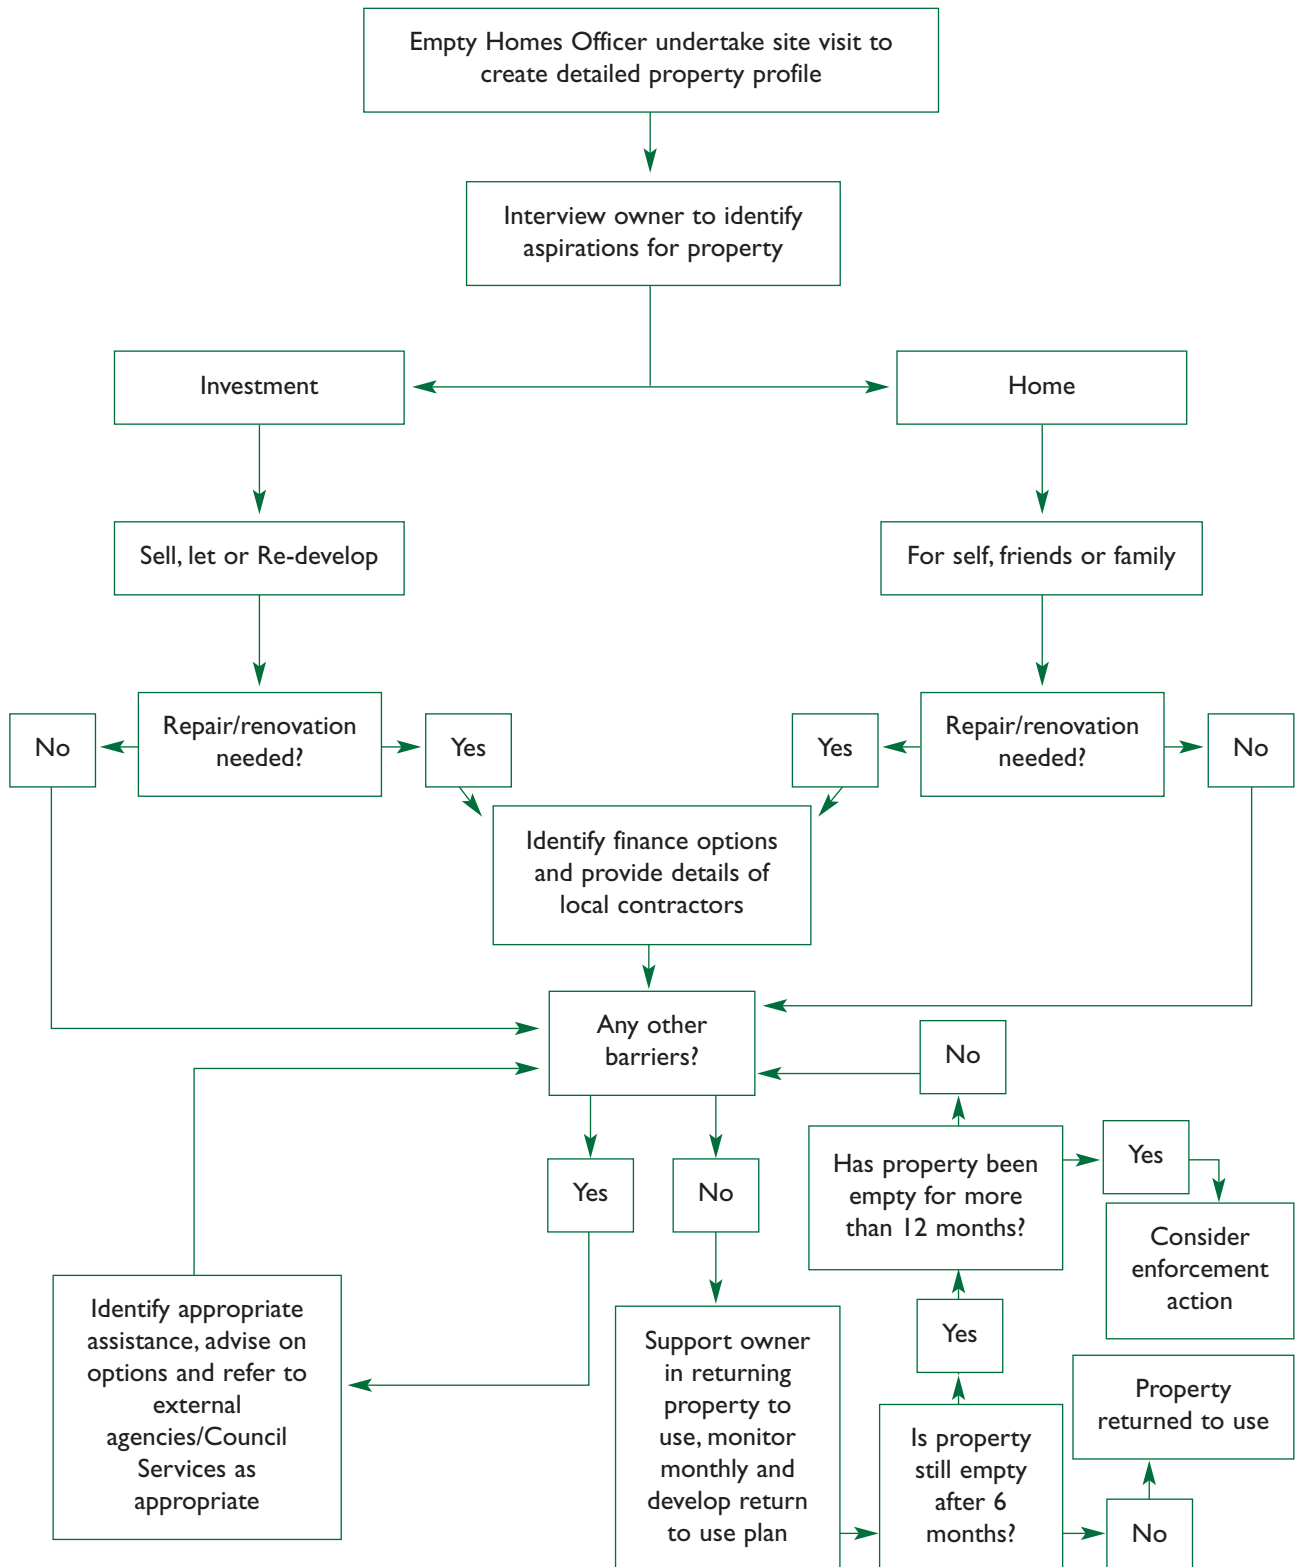 Empty Homes Officer undertake site visit to
create detailed property profile
Interview owner to identify
aspirations for property
Investment
Home
Sell, let or Re-develop
For self, friends or family
No
Repair/renovation
needed?
Yes
Yes
Repair/renovation
needed?
No
Identify finance options
and provide details of
local contractors
Any other
barriers?
No
Yes
No
Has property been
empty for more
than 12 months?
Yes
Consider
enforcement
action
Identify appropriate
assistance, advise on
options and refer to
external
agencies/Council
Services as
appropriate
Support owner
in returning
property to
use, monitor
monthly and
develop return
to use plan
Yes
Is property
still empty
after 6
months?
Property
returned to use
No